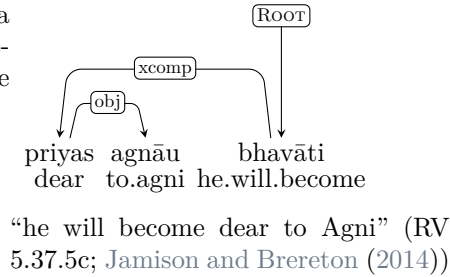 a
ROOT
-
e
xcomp
obj
priyas agnāu bhavāti
dear to.agni he.will.become
“he will become dear to Agni” (RV
5.37.5c; Jamison and Brereton (2014))